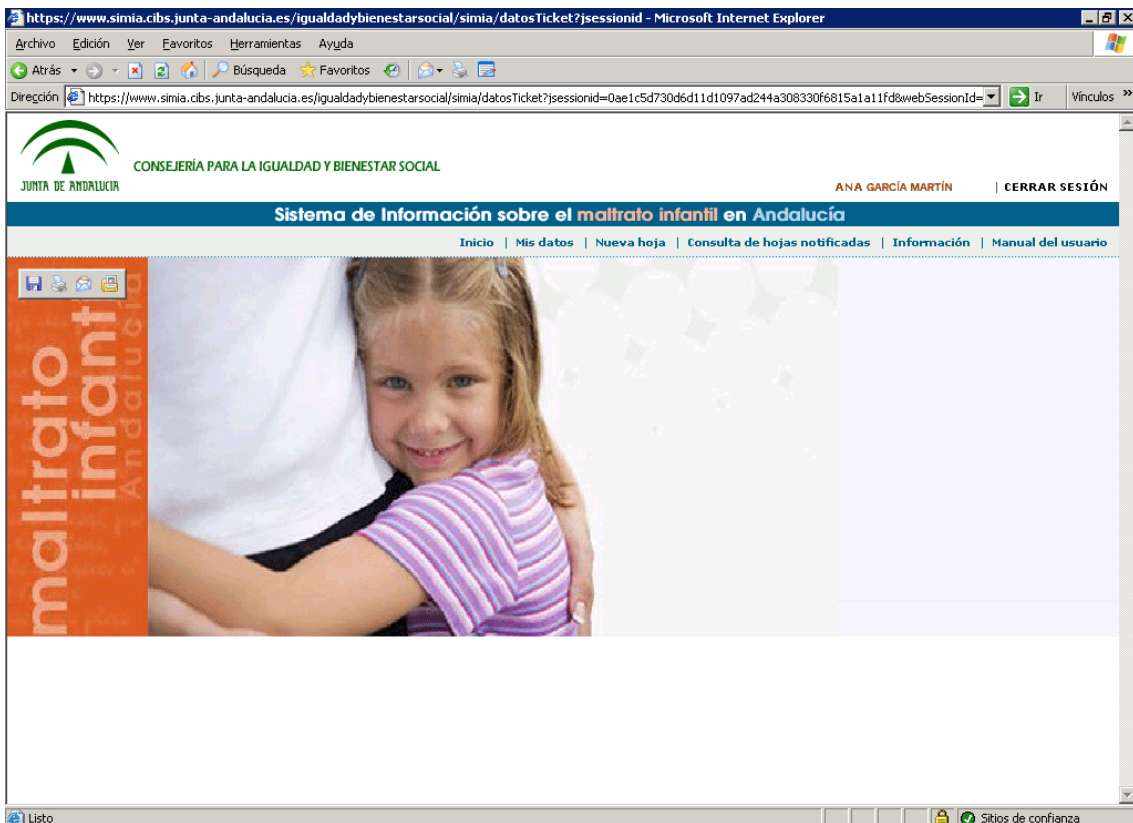 https://www.simia.cibs.junta-andalucia.es/igualdadybienestarsocial/simia/datosTicket?jsessionid - Microsoft Internet Explorer
Archivo Edición Ver Favoritos Herramientas Ayuda
Atrás Búsqueda Favoritos
Dirección https://www.simia.cibs.junta-andalucia.es/igualdadybienestarsocial/simia/datosTicket?jsessionid=0ae1c5d730d6d11d1097ad244a308330f6815a1a11fd&webSessionId= Ir Vínculos »
JUNTA DE ANDALUCIA
CONSEJERÍA PARA LA IGUALDAD Y BIENESTAR SOCIAL
ANA GARCÍA MARTÍN | CERRAR SESIÓN
Sistema de Información sobre el maltrato infantil en Andalucía
Inicio | Mis datos | Nueva hoja | Consulta de hojas notificadas | Información | Manual del usuario
maltrato
infant
Andalucía
Listo
Sitios de confianza